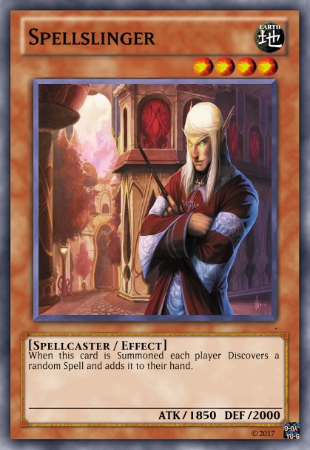 SPELLSLINGER
EARTH
地
[SPELLCASTER / EFFECT]
When this card is Summoned each player Discovers a
random Spell and adds it to their hand.
ATK/1850 DEF/2000
©2017